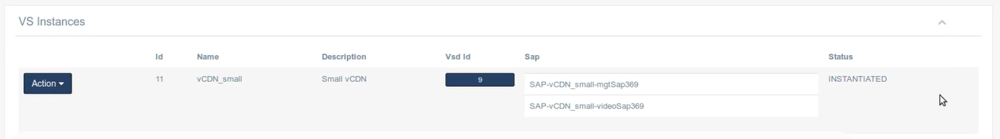 VS Instances
Id Name Description Vsd Id Sap Status
Action 11 vCDN_small Small vCDN 9 SAP-vCDN_small-mgtSap369 INSTANTIATED
SAP-vCDN_small-videoSap369